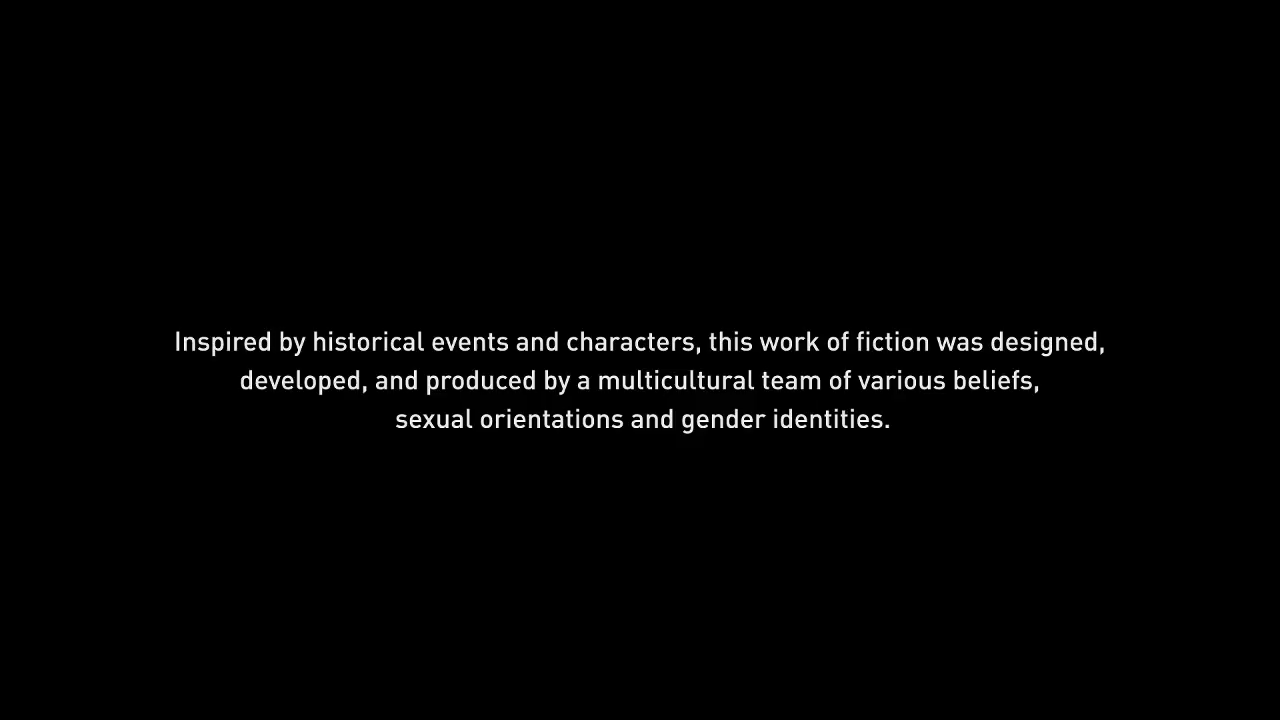 Inspired by historical events and characters, this work of fiction was designed,
developed, and produced by a multicultural team of various beliefs,
sexual orientations and gender identities.